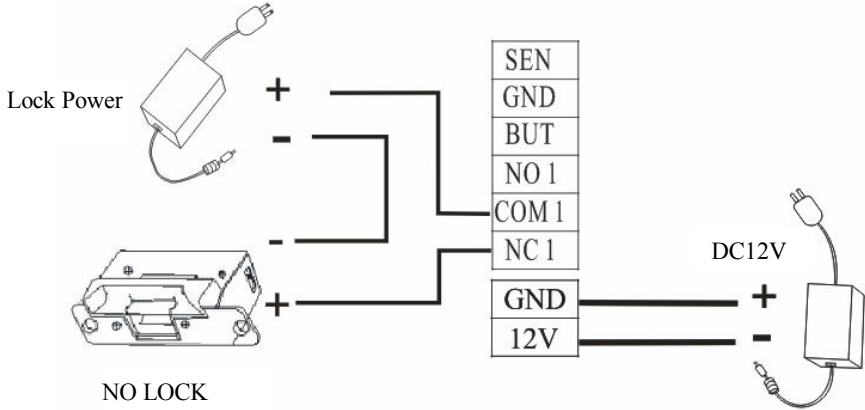 Lock Power
+
-
-
+
NO LOCK
SEN
GND
BUT
NO 1
COM 1
NC 1
GND
12V
DC12V
+
-